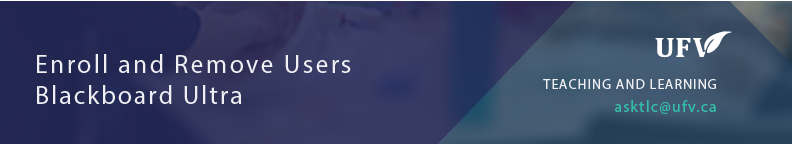 Enroll and Remove Users
Blackboard Ultra
UFV
TEACHING AND LEARNING
asktlc@ufv.ca